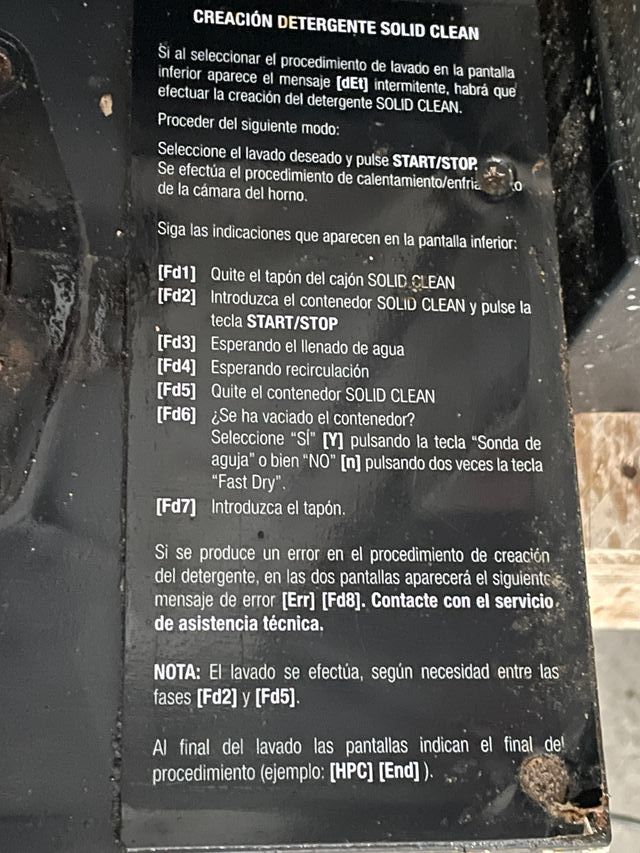 CREACIÓN DETERGENTE SOLID CLEAN
Si al seleccionar el procedimiento de lavado en la pantalla
inferior aparece el mensaje [dEt] intermitente, habrá que
efectuar la creación del detergente SOLID CLEAN.
Proceder del siguiente modo:
Seleccione el lavado deseado y pulse START/STOP
Se efectúa el procedimiento de calentamiento/
de la cámara del horno.
Siga las indicaciones que aparecen en la pantalla inferior:
[Fd1] Quite el tapón del cajón SOLID CLEAN
[Fd2] Introduzca el contenedor SOLID CLEAN y pulse la
tecla START/STOP
[Fd3] Esperando el llenado de agua
[Fd4] Esperando recirculación
[Fd5] Quite el contenedor SOLID CLEAN
[Fd6] ¿Se ha vaciado el contenedor?
Seleccione “SÍ” [Y] pulsando la tecla “Sonda de
aguja” o bien “NO” [n] pulsando dos veces la tecla
“Fast Dry”.
[Fd7] Introduzca el tapón.
Si se produce un error en el procedimiento de creación
del detergente, en las dos pantallas aparecerá el siguiente
mensaje de error [Err] [Fd8]. Contacte con el servicio
de asistencia técnica.
NOTA: El lavado se efectúa, según necesidad entre las
fases [Fd2] y [Fd5].
Al final del lavado las pantallas indican el final del
procedimiento (ejemplo: [HPC] [End] ).